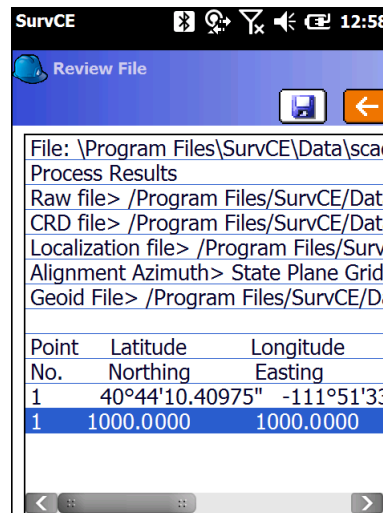 SurvCE 12:58
Review File
File: \Program Files\SurvCE\Data\sca
Process Results
Raw file> /Program Files/SurvCE/Dat
CRD file> /Program Files/SurvCE/Dat
Localization file> /Program Files/Surv
Alignment Azimuth> State Plane Grid
Geoid File> /Program Files/SurvCE/Da
Point Latitude Longitude
No. Northing Easting
1 40°44'10.40975" -111°51'33
1 1000.0000 1000.0000